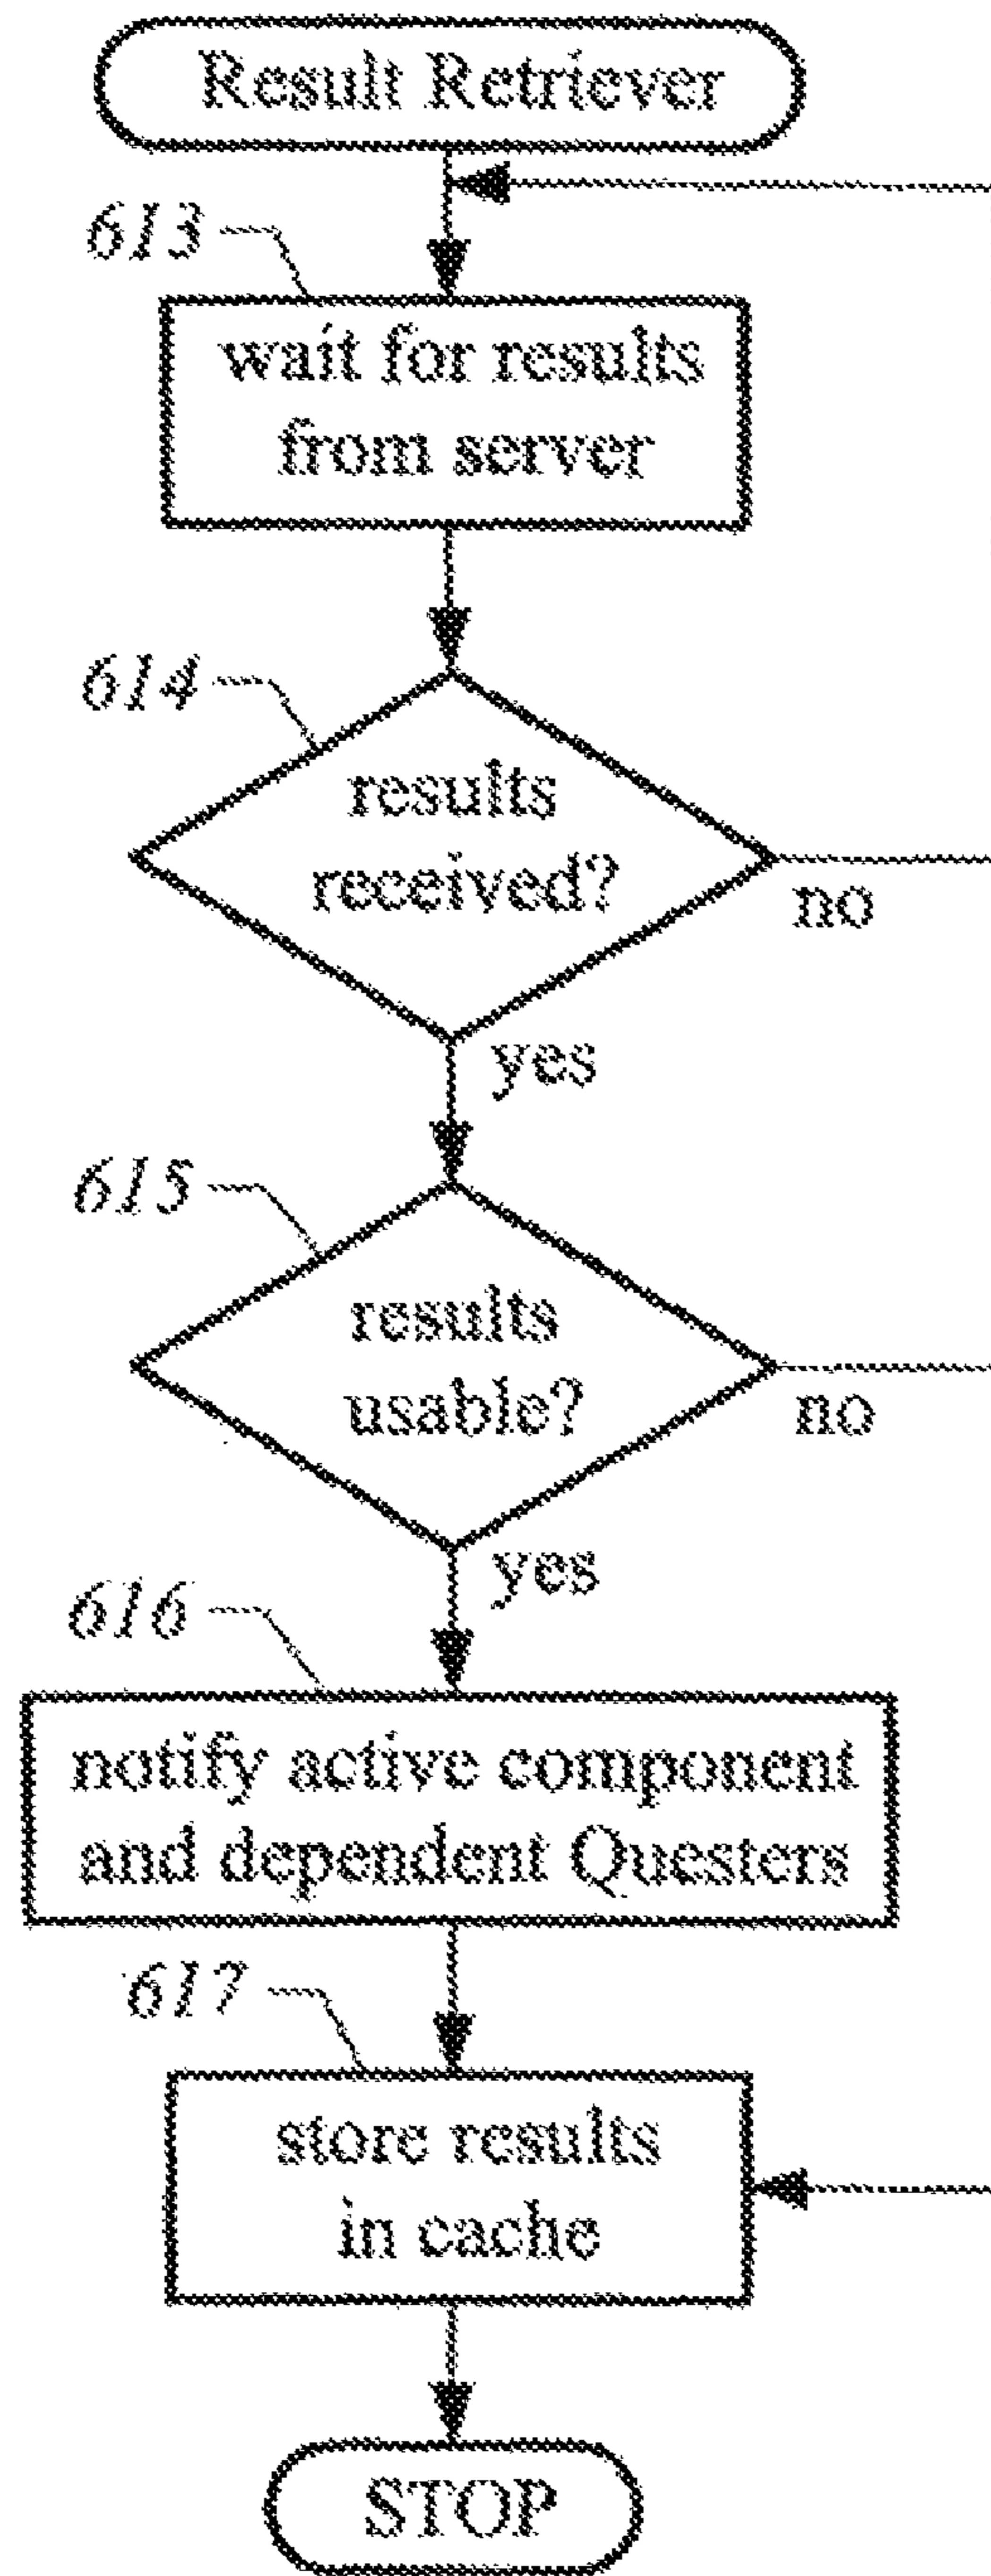 Result Retriever
613
wait for results
from server
614
results
received?
no
yes
615
results
usable?
no
yes
616
notify active component
and dependent Questers
617
store results
in cache
STOP